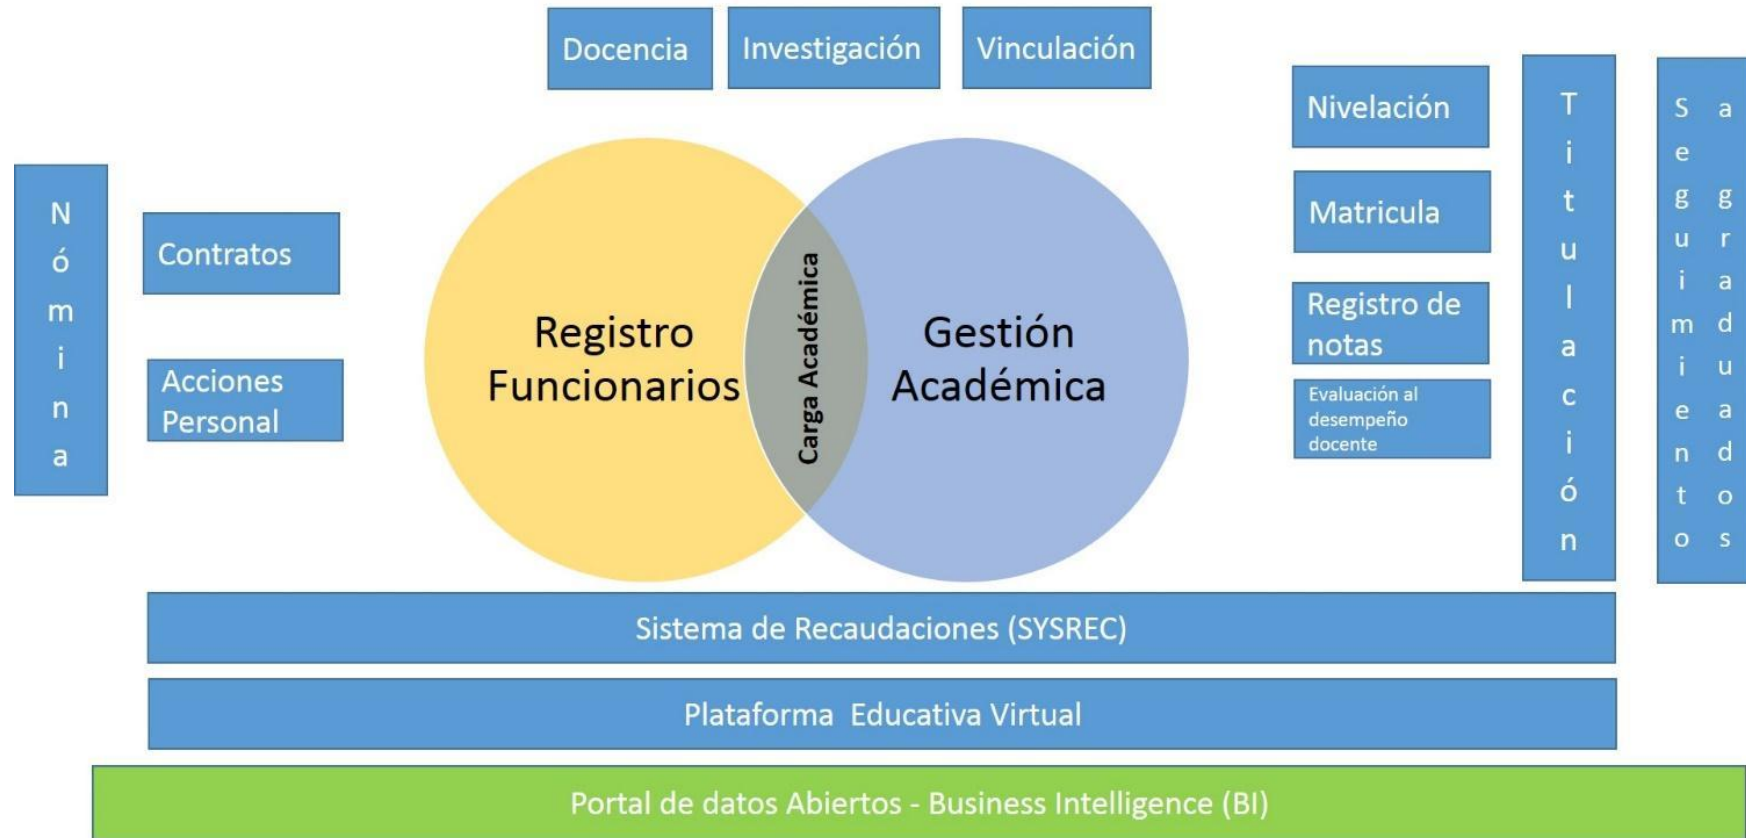 Docencia
Investigación
Vinculación
Nómina
Contratos
Acciones
Personal
Registro
Funcionarios
Carga Académica
Gestión
Académica
Nivelación
Matricula
Registro de
notas
Evaluación al
desempeño
docente
Titulación
Seguimiento
a graduados
Sistema de Recaudaciones (SYSREC)
Plataforma Educativa Virtual
Portal de datos Abiertos - Business Intelligence (BI)